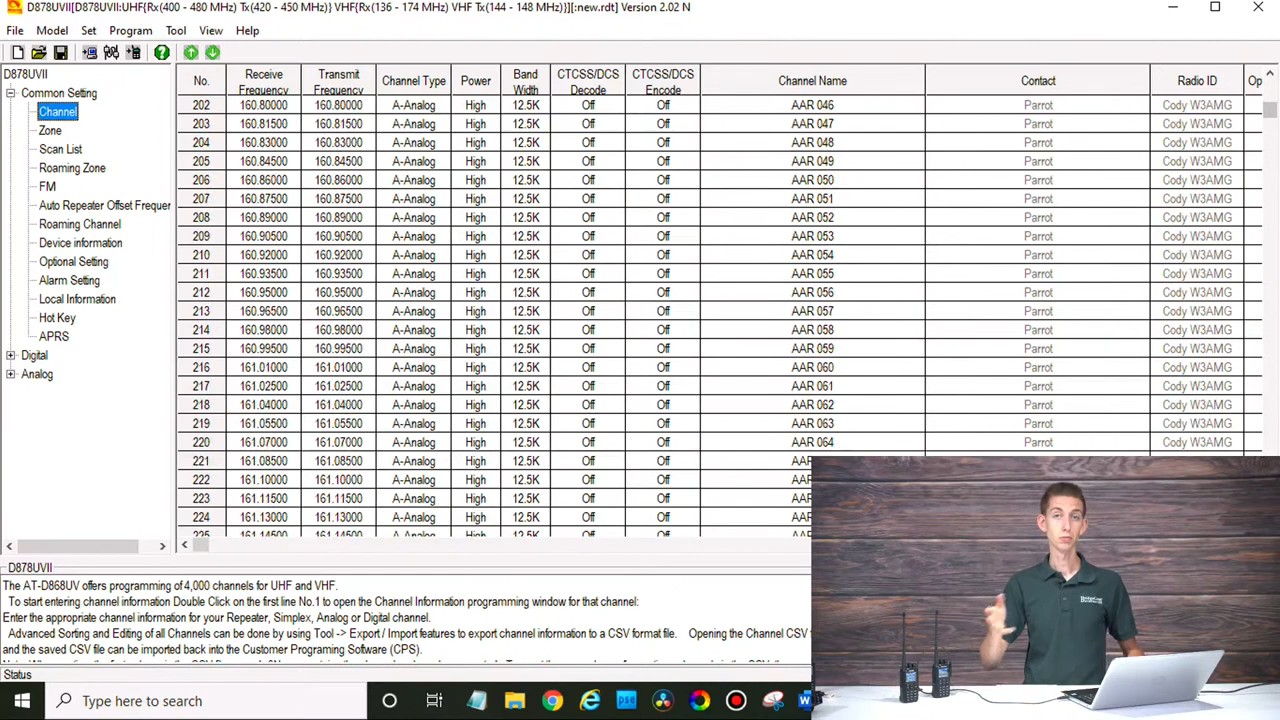 D878UVII[D878UVII:UHF{Rx(400 - 480 MHz) Tx(420 - 450 MHz)} VHF{Rx(136 - 174 MHz) VHF Tx(144 - 148 MHz)}][:new.rdt] Version 2.02 N
File Model Set Program Tool View Help
D878UVII
Common Setting
Channel
Zone
Scan List
Roaming Zone
FM
Auto Repeater Offset Frequer
Roaming Channel
Device information
Optional Setting
Alarm Setting
Local Information
Hot Key
APRS
Digital
Analog
No. Receive Frequency Transmit Frequency Channel Type Power Band Width CTCSS/DCS Decode CTCSS/DCS Encode Channel Name Contact Radio ID Op
202 160.80000 160.80000 A-Analog High 12.5K Off Off AAR 046 Parrot Cody W3AMG
203 160.81500 160.81500 A-Analog High 12.5K Off Off AAR 047 Parrot Cody W3AMG
204 160.83000 160.83000 A-Analog High 12.5K Off Off AAR 048 Parrot Cody W3AMG
205 160.84500 160.84500 A-Analog High 12.5K Off Off AAR 049 Parrot Cody W3AMG
206 160.86000 160.86000 A-Analog High 12.5K Off Off AAR 050 Parrot Cody W3AMG
207 160.87500 160.87500 A-Analog High 12.5K Off Off AAR 051 Parrot Cody W3AMG
208 160.89000 160.89000 A-Analog High 12.5K Off Off AAR 052 Parrot Cody W3AMG
209 160.90500 160.90500 A-Analog High 12.5K Off Off AAR 053 Parrot Cody W3AMG
210 160.92000 160.92000 A-Analog High 12.5K Off Off AAR 054 Parrot Cody W3AMG
211 160.93500 160.93500 A-Analog High 12.5K Off Off AAR 055 Parrot Cody W3AMG
212 160.95000 160.95000 A-Analog High 12.5K Off Off AAR 056 Parrot Cody W3AMG
213 160.96500 160.96500 A-Analog High 12.5K Off Off AAR 057 Parrot Cody W3AMG
214 160.98000 160.98000 A-Analog High 12.5K Off Off AAR 058 Parrot Cody W3AMG
215 160.99500 160.99500 A-Analog High 12.5K Off Off AAR 059 Parrot Cody W3AMG
216 161.01000 161.01000 A-Analog High 12.5K Off Off AAR 060 Parrot Cody W3AMG
217 161.02500 161.02500 A-Analog High 12.5K Off Off AAR 061 Parrot Cody W3AMG
218 161.04000 161.04000 A-Analog High 12.5K Off Off AAR 062 Parrot Cody W3AMG
219 161.05500 161.05500 A-Analog High 12.5K Off Off AAR 063 Parrot Cody W3AMG
220 161.07000 161.07000 A-Analog High 12.5K Off Off AAR 064 Parrot Cody W3AMG
221 161.08500 161.08500 A-Analog High 12.5K Off Off AAR
222 161.10000 161.10000 A-Analog High 12.5K Off Off AAR
223 161.11500 161.11500 A-Analog High 12.5K Off Off AAR
224 161.13000 161.13000 A-Analog High 12.5K Off Off AAR
225 161.14500 161.14500 A-Analog High 12.5K Off Off AAR
D878UVII
The AT-D868UV offers programming of 4,000 channels for UHF and VHF.
To start entering channel information Double Click on the first line No.1 to open the Channel Information programming window for that channel:
Enter the appropriate channel information for your Repeater, Simplex, Analog or Digital channel.
Advanced Sorting and Editing of all Channels can be done by using Tool -> Export / Import features to export channel information to a CSV format file. Opening the Channel CSV
and the saved CSV file can be imported back into the Customer Programing Software (CPS).
Status
Type here to search